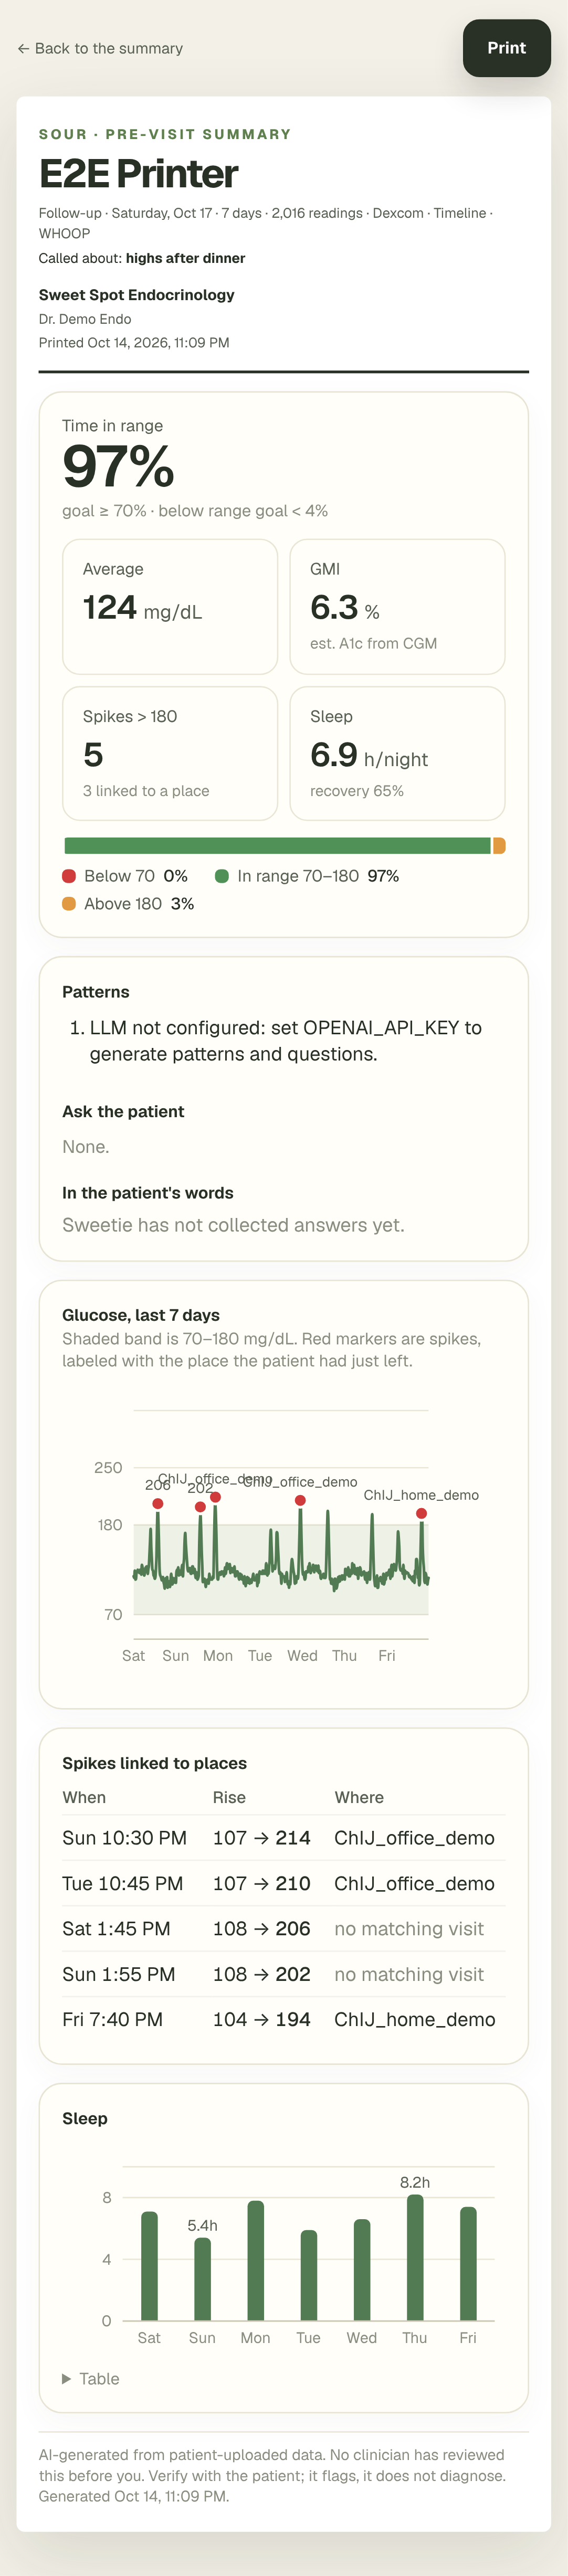 ← Back to the summary
Print
SOUR · PRE-VISIT SUMMARY
E2E Printer
Follow-up · Saturday, Oct 17 · 7 days · 2,016 readings · Dexcom · Timeline ·
WHOOP
Called about: highs after dinner
Sweet Spot Endocrinology
Dr. Demo Endo
Printed Oct 14, 2026, 11:09 PM
Time in range
97%
goal ≥ 70% · below range goal < 4%
Average
124 mg/dL
GMI
6.3 %
est. A1c from CGM
Spikes > 180
5
3 linked to a place
Sleep
6.9 h/night
recovery 65%
Below 70 0%
In range 70–180 97%
Above 180 3%
Patterns
1. LLM not configured: set OPENAI_API_KEY to
generate patterns and questions.
Ask the patient
None.
In the patient's words
Sweetie has not collected answers yet.
Glucose, last 7 days
Shaded band is 70–180 mg/dL. Red markers are spikes,
labeled with the place the patient had just left.
250
180
70
206
202
ChIJ_office_demo
ChIJ_office_demo
ChIJ_home_demo
Sat Sun Mon Tue Wed Thu Fri
Spikes linked to places
When Rise Where
Sun 10:30 PM 107 → 214 ChIJ_office_demo
Tue 10:45 PM 107 → 210 ChIJ_office_demo
Sat 1:45 PM 108 → 206 no matching visit
Sun 1:55 PM 108 → 202 no matching visit
Fri 7:40 PM 104 → 194 ChIJ_home_demo
Sleep
8
4
0
5.4h
8.2h
Sat Sun Mon Tue Wed Thu Fri
▶ Table
AI-generated from patient-uploaded data. No clinician has reviewed
this before you. Verify with the patient; it flags, it does not diagnose.
Generated Oct 14, 11:09 PM.